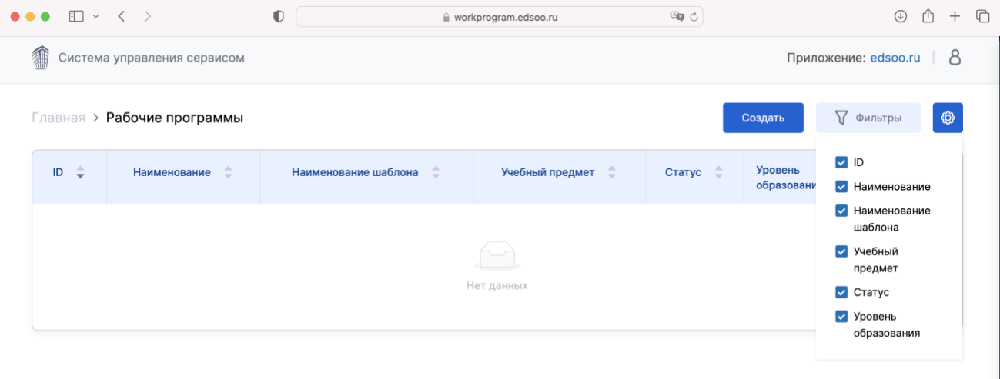 workprogram.edsoo.ru
Система управления сервисом
Приложение: edsoo.ru
Главная > Рабочие программы
Создать
Фильтры
ID
Наименование
Наименование шаблона
Учебный предмет
Статус
Уровень
образовани
Нет данных
ID
Наименование
Наименование
шаблона
Учебный
предмет
Статус
Уровень
образования